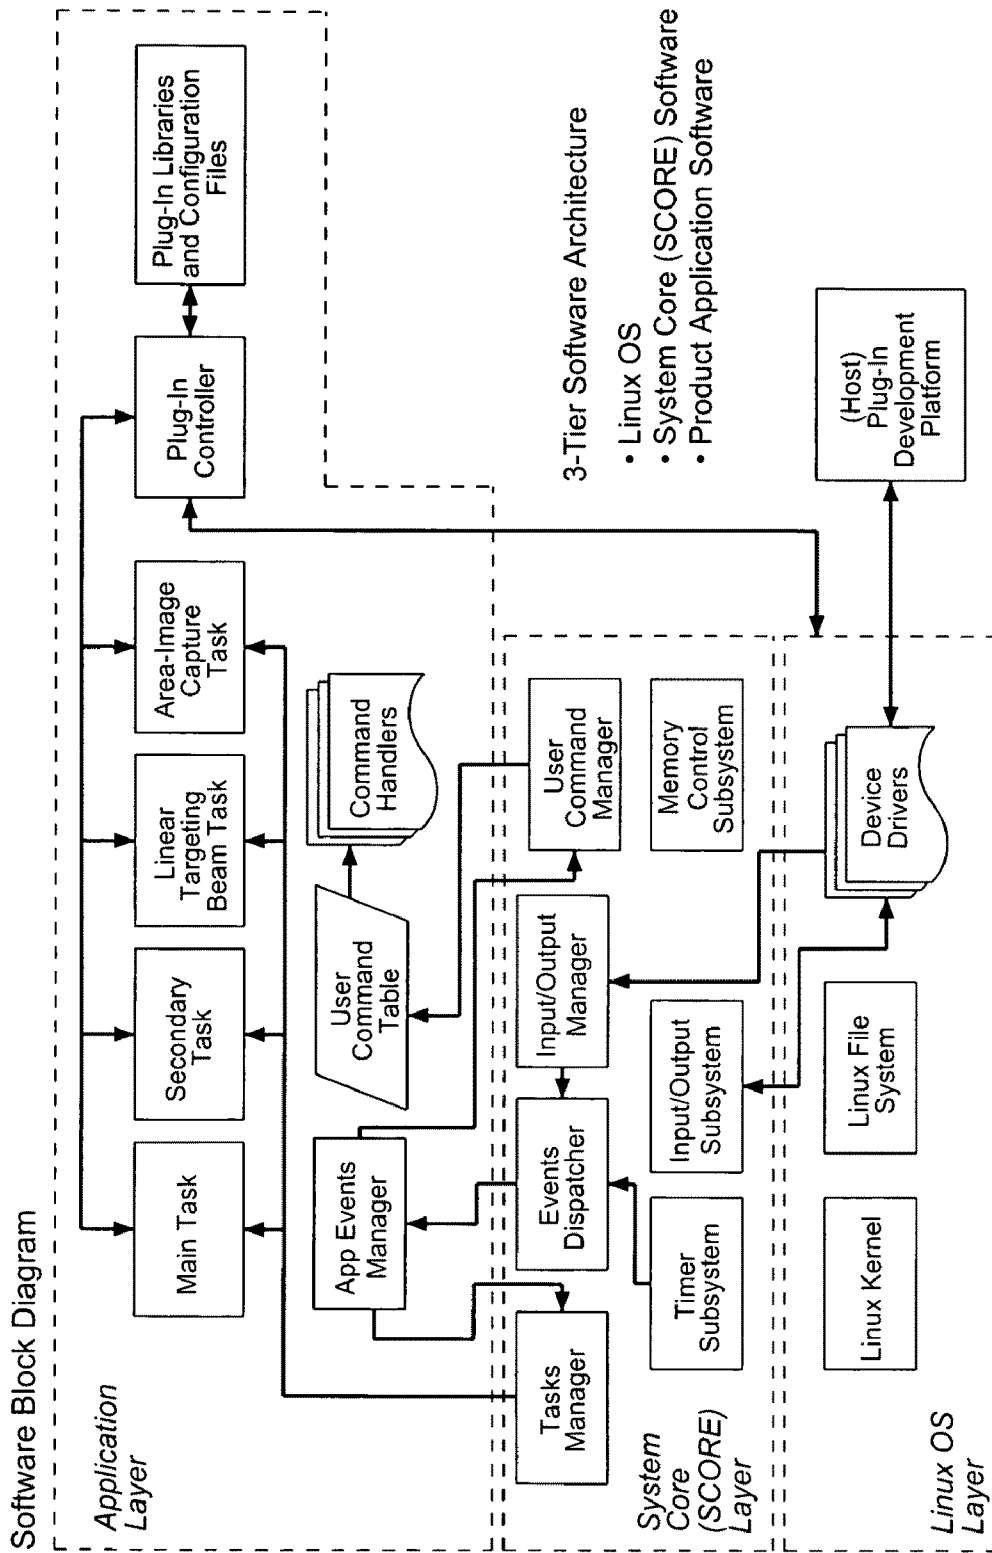 Software Block Diagram
Application
Layer
Main Task
Secondary
Task
Linear
Targeting
Beam Task
Area-Image
Capture
Task
Plug-In
Controller
Plug-In Libraries
and Configuration
Files
App Events
Manager
User
Command
Table
Command
Handlers
System
Core
(SCORE)
Layer
Tasks
Manager
Events
Dispatcher
Input/Output
Manager
User
Command
Manager
Timer
Subsystem
Input/Output
Subsystem
Memory
Control
Subsystem
3-Tier Software Architecture
• Linux OS
• System Core (SCORE) Software
• Product Application Software
Linux OS
Layer
Linux Kernel
Linux File
System
Device
Drivers
(Host)
Plug-In
Development
Platform